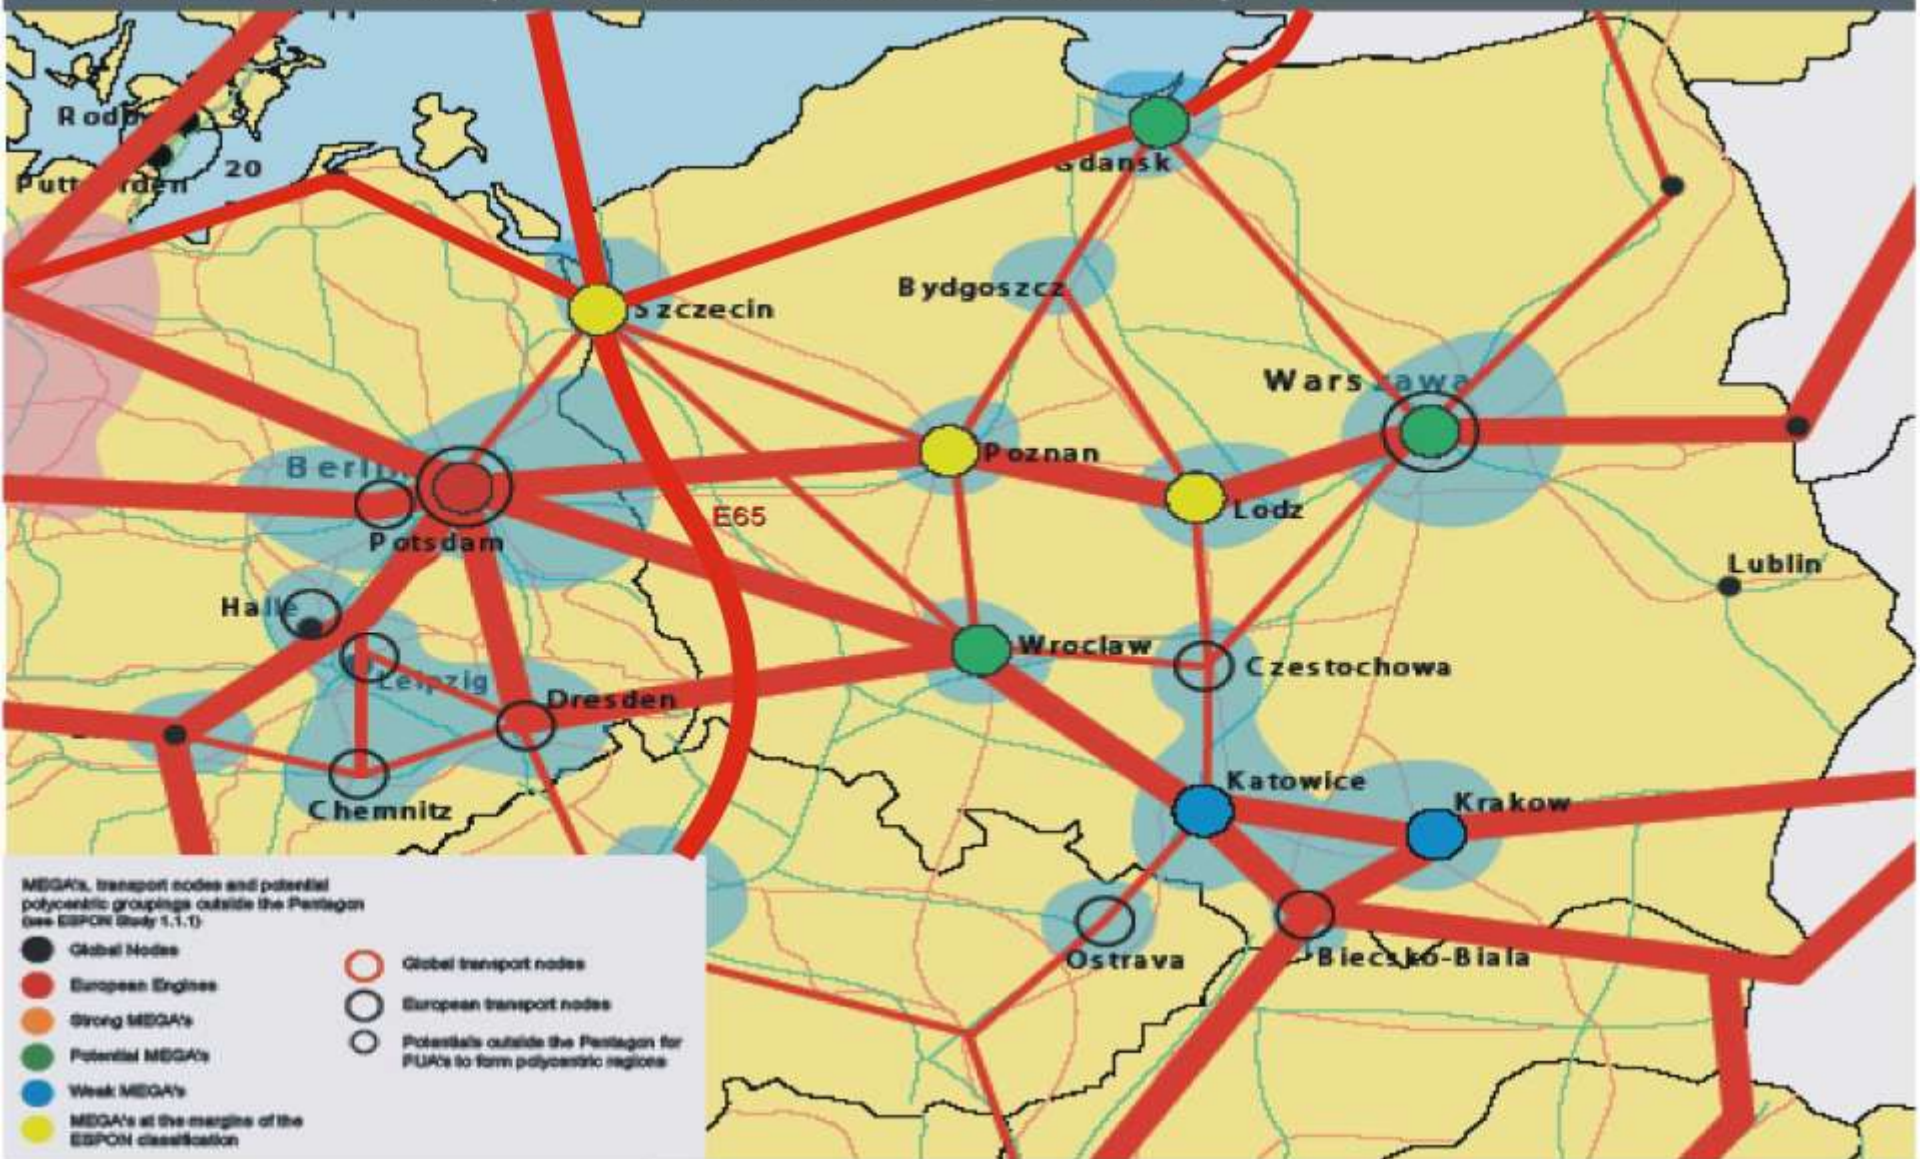 20
Gdansk
Szczecin
Bydgoszcz
Warszawa
Berlin
Poznan
Lodz
E65
Potsdam
Lublin
Halle
Wroclaw
Czestochowa
Leipzig
Dresden
Katowice
Krakow
Chemnitz
Ostrava
Biecsko-Biala
MEGA's, transport nodes and potential
polycentric groupings outside the Pentagon
(see ESPON Study 1.1.1)
Global Nodes
European Engines
Strong MEGA's
Potential MEGA's
Weak MEGA's
MEGA's at the margins of the
ESPON classification
Global transport nodes
European transport nodes
Potentials outside the Pentagon for
FUA's to form polycentric regions